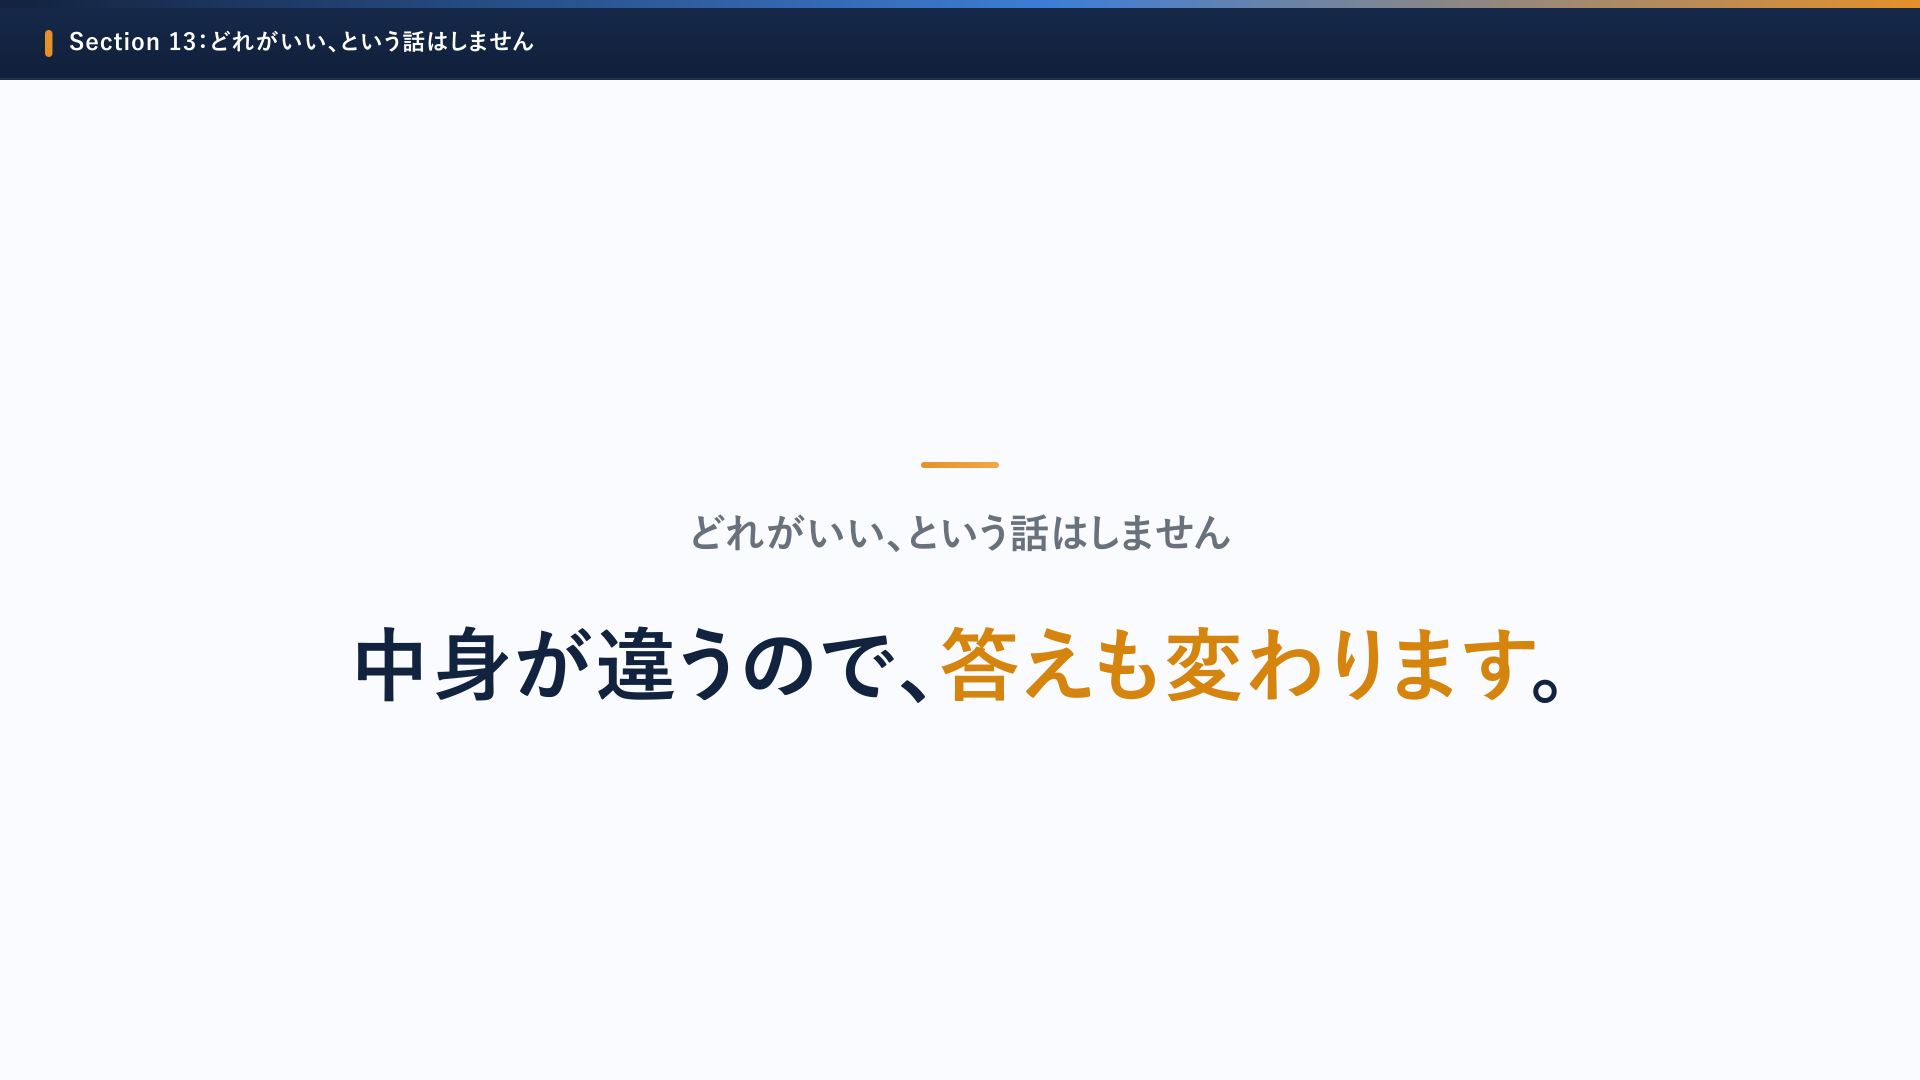 Section 13:どれがいい、という話はしません
どれがいい、という話はしません
中身が違うので、答えも変わります。